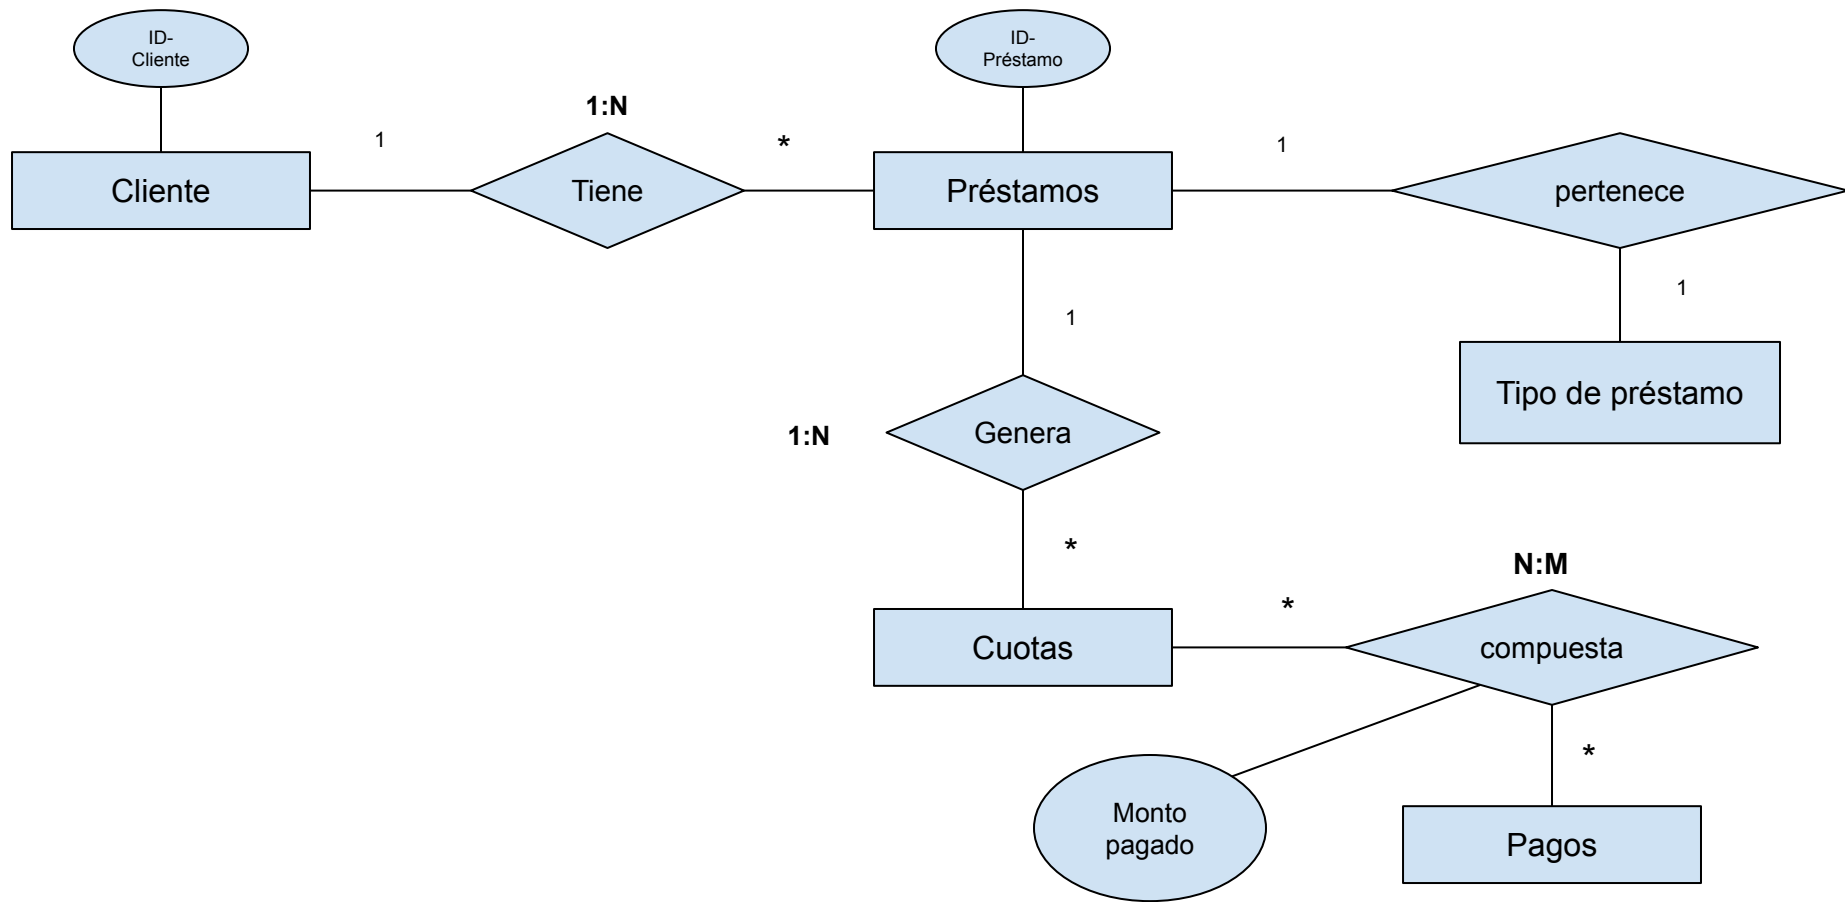 ID-
Cliente
ID-
Préstamo
1:N
1
*
1
Cliente
Tiene
Préstamos
pertenece
1
1
Tipo de préstamo
1:N
Genera
*
N:M
*
Cuotas
compuesta
*
Monto
pagado
Pagos